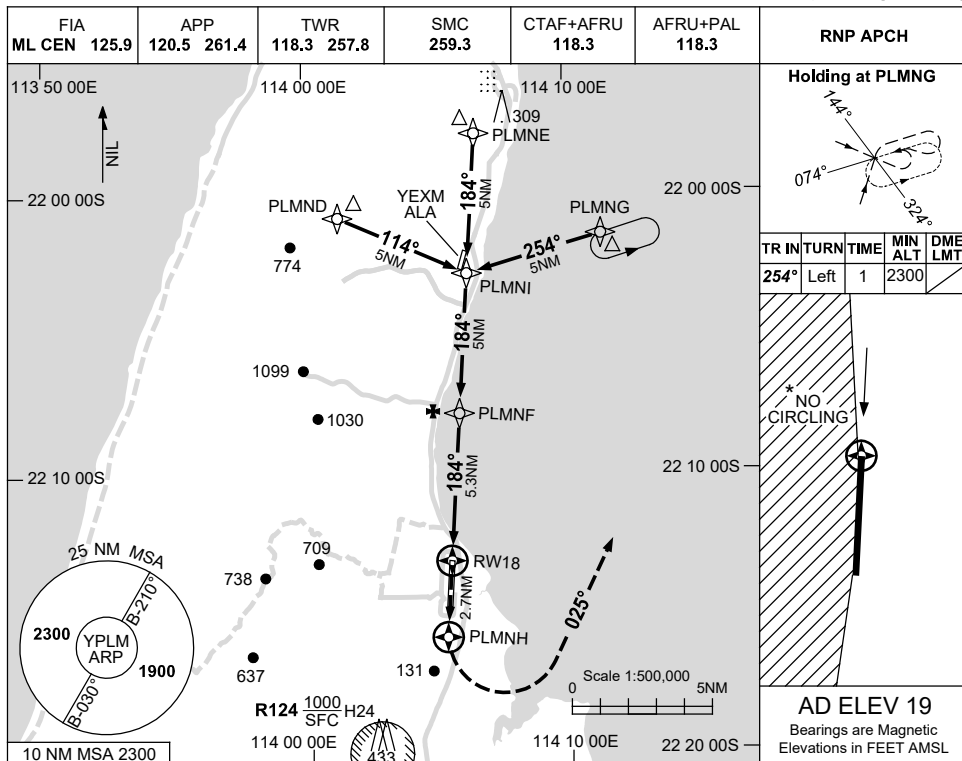 FIA
ML CEN 125.9
APP
120.5 261.4
TWR
118.3 257.8
SMC
259.3
CTAF+AFRU
118.3
AFRU+PAL
118.3
RNP APCH
113 50 00E
114 00 00E
114 10 00E
NIL
309
PLMNE
184°
5NM
22 00 00S
22 00 00S
PLMND
YEXM
ALA
PLMNG
114°
5NM
254°
5NM
774
PLMNI
184°
5NM
1099
1030
PLMNF
184°
5.3NM
22 10 00S
22 10 00S
709
738
RW18
2.7NM
025°
25 NM MSA
B-210°
2300
YPLM
ARP
1900
B-030°
PLMNH
637
131
Scale 1:500,000
0
5NM
R124 1000
SFC
H24
433
114 00 00E
114 10 00E
22 20 00S
10 NM MSA 2300
Holding at PLMNG
144°
074°
324°
TR IN
TURN
TIME
MIN
ALT
DME
LMT
254°
Left
1
2300
* NO
CIRCLING
AD ELEV 19
Bearings are Magnetic
Elevations in FEET AMSL